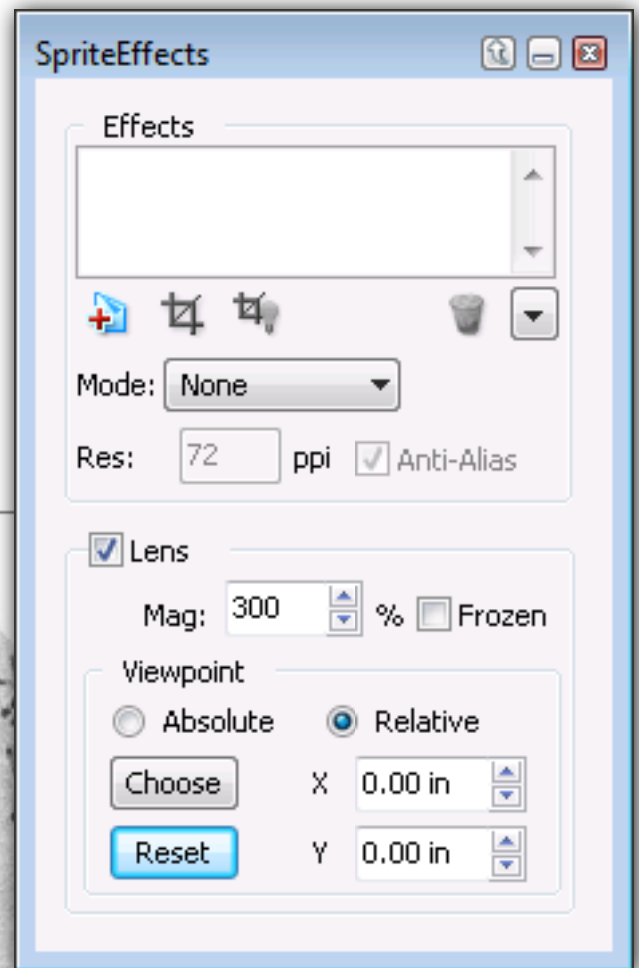 SpriteEffects
Effects
Mode: None
Res: 72 ppi Anti-Alias
Lens
Mag: 300 % Frozen
Viewpoint
Absolute Relative
Choose X 0.00 in
Reset Y 0.00 in